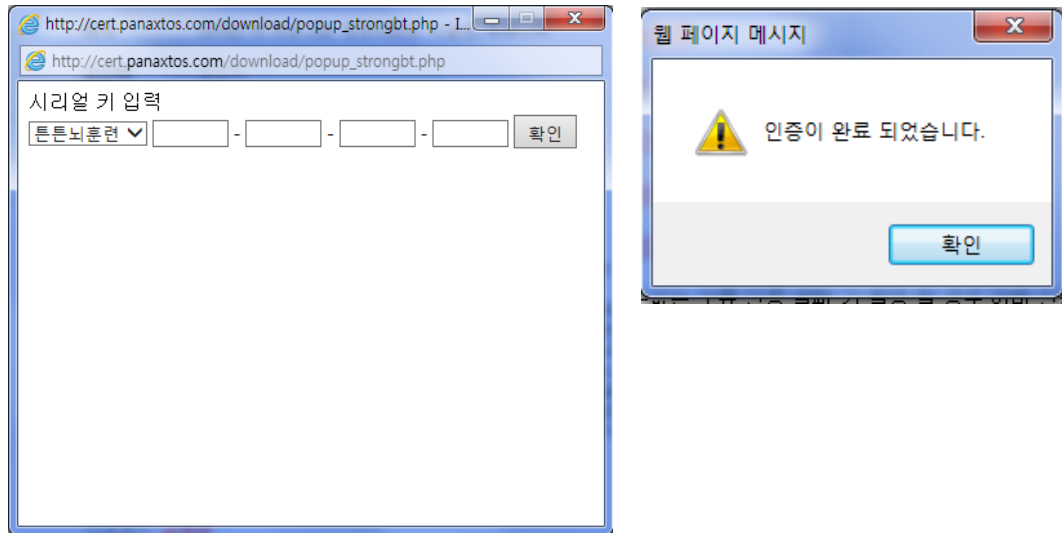 http://cert.panaxtos.com/download/popup_strongbt.php - I...
http://cert.panaxtos.com/download/popup_strongbt.php
시리얼 키 입력
튼튼뇌훈련 - - - 확인
웹 페이지 메시지
인증이 완료 되었습니다.
확인